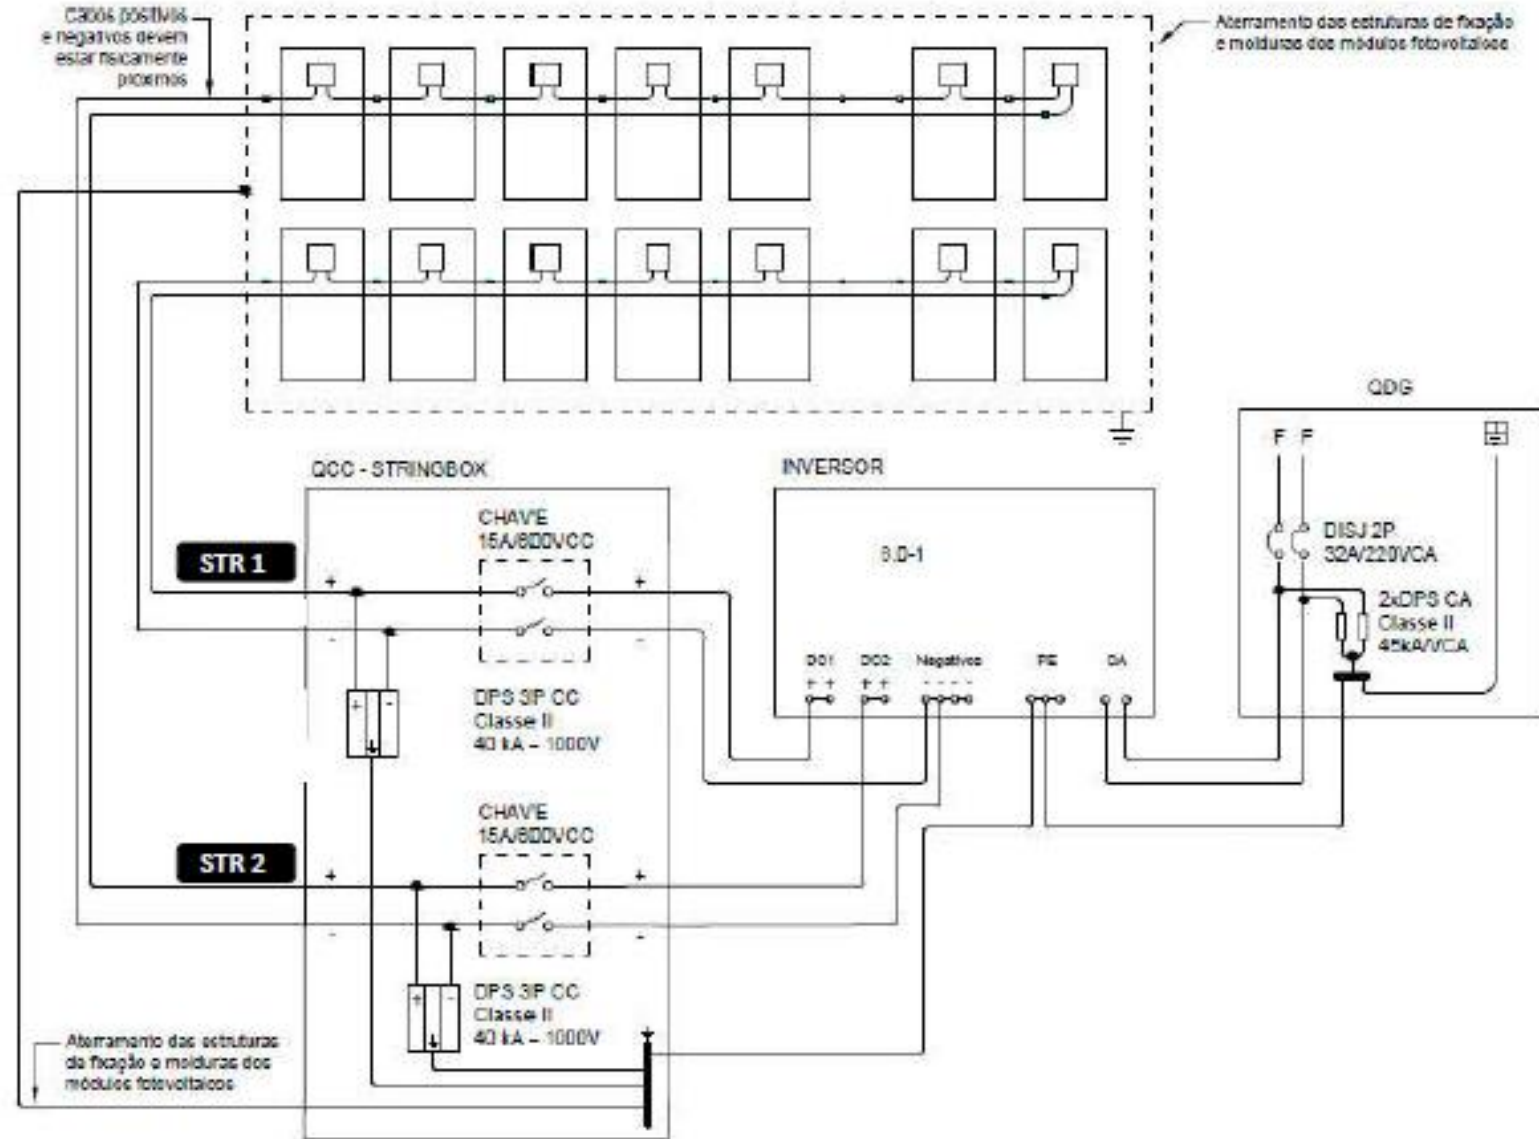 Cabos positivos
e negativos devem
estar fisicamente
próximos
Aterramento das estruturas de fixação
e molduras dos módulos fotovoltaicos
QDG
F F
DISJ 2P
32A/220VCA
2xDPS CA
Classe II
45kA/VCA
QCC - STRINGBOX
INVERSOR
CHAVE
15A/600VCC
STR 1
+ +
- -
DPS 3P CC
Classe II
40 kA – 1000V
+ -
DC1 DC2 Negativos PE CA
+ + + + - - - -
CHAVE
15A/600VCC
STR 2
+ +
- -
DPS 3P CC
Classe II
40 kA – 1000V
+ -
Aterramento das estruturas
de fixação e molduras dos
módulos fotovoltaicos